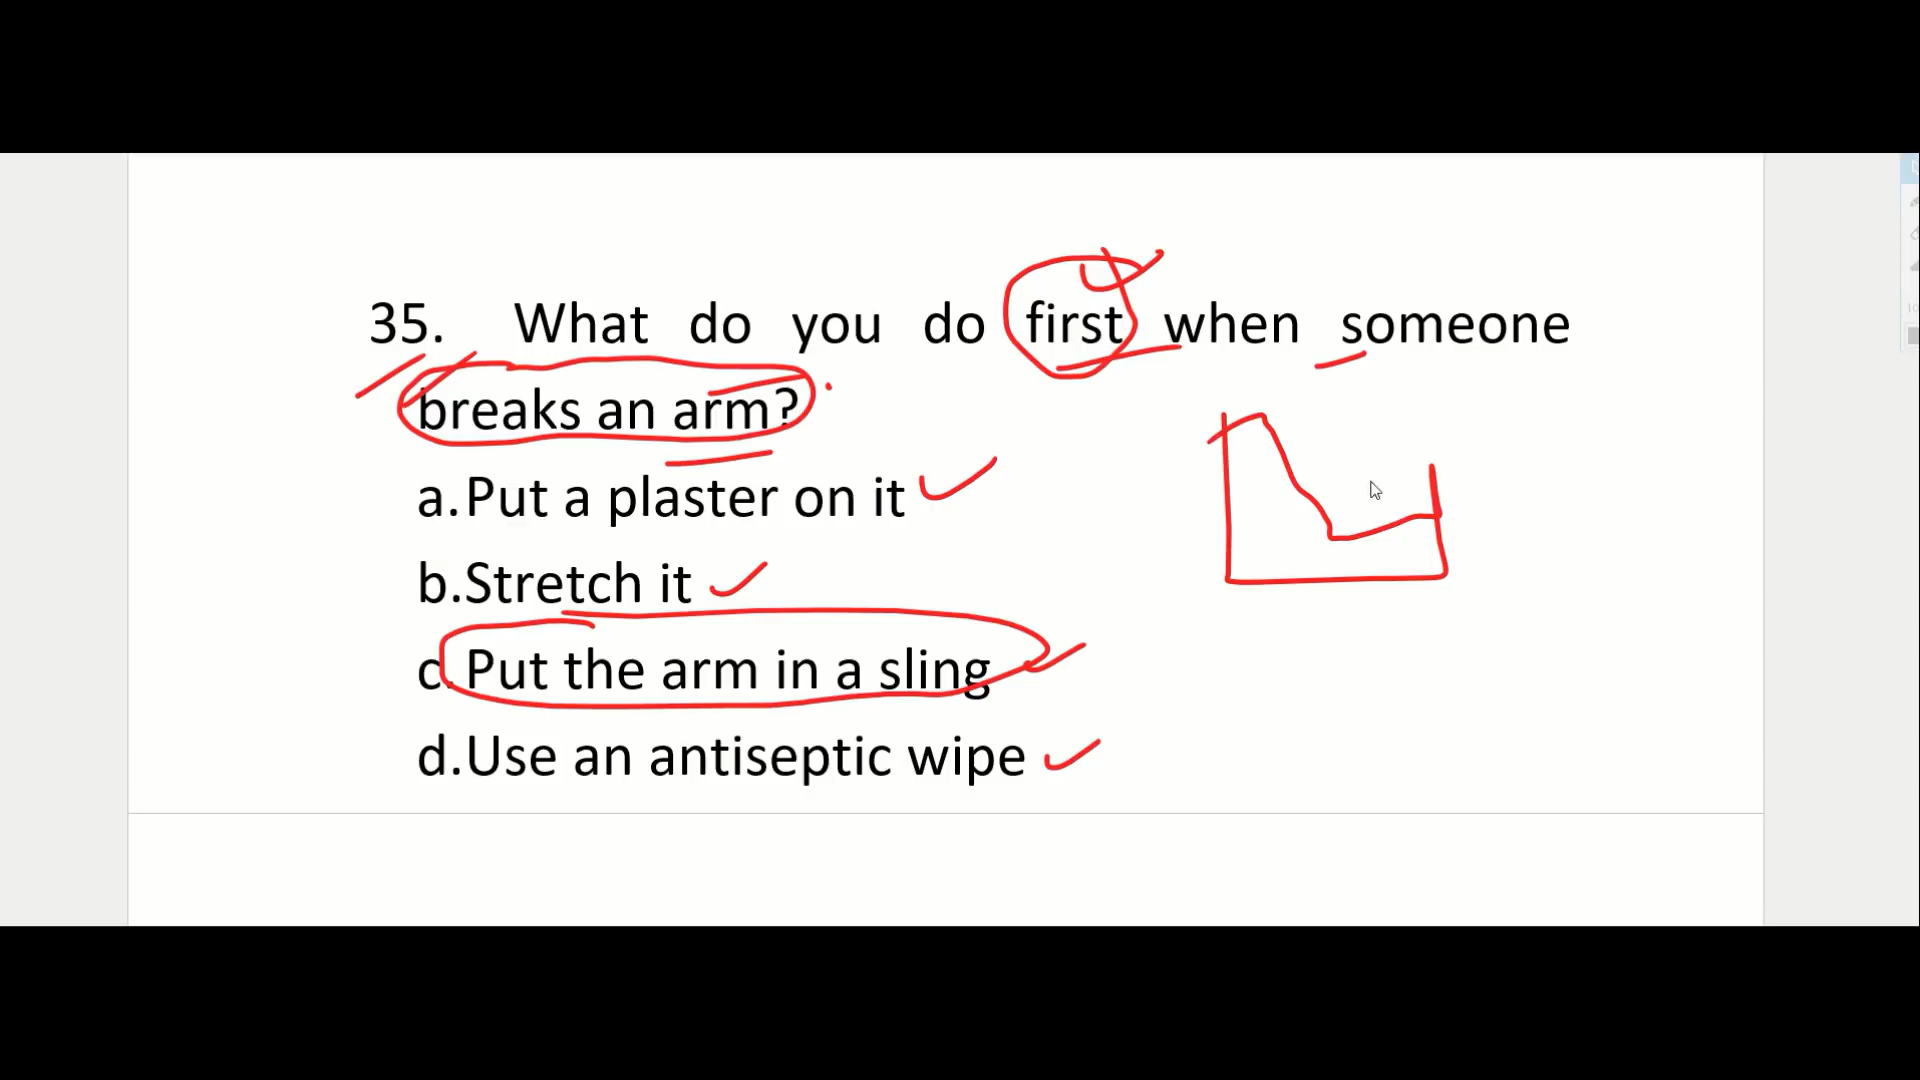 35. What do you do first when someone
breaks an arm?
a. Put a plaster on it
b. Stretch it
c. Put the arm in a sling
d. Use an antiseptic wipe